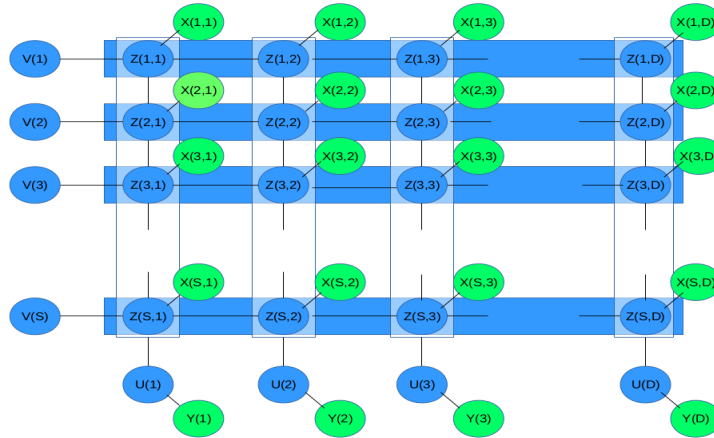 X(1,1) X(1,2) X(1,3) X(1,D)
V(1) Z(1,1) Z(1,2) Z(1,3) Z(1,D)
X(2,1) X(2,2) X(2,3) X(2,D)
V(2) Z(2,1) Z(2,2) Z(2,3) Z(2,D)
X(3,1) X(3,2) X(3,3) X(3,D
V(3) Z(3,1) Z(3,2) Z(3,3) Z(3,D)
X(S,1) X(S,2) X(S,3) X(S,D)
V(S) Z(S,1) Z(S,2) Z(S,3) Z(S,D)
U(1) U(2) U(3) U(D)
Y(1) Y(2) Y(3) Y(D)